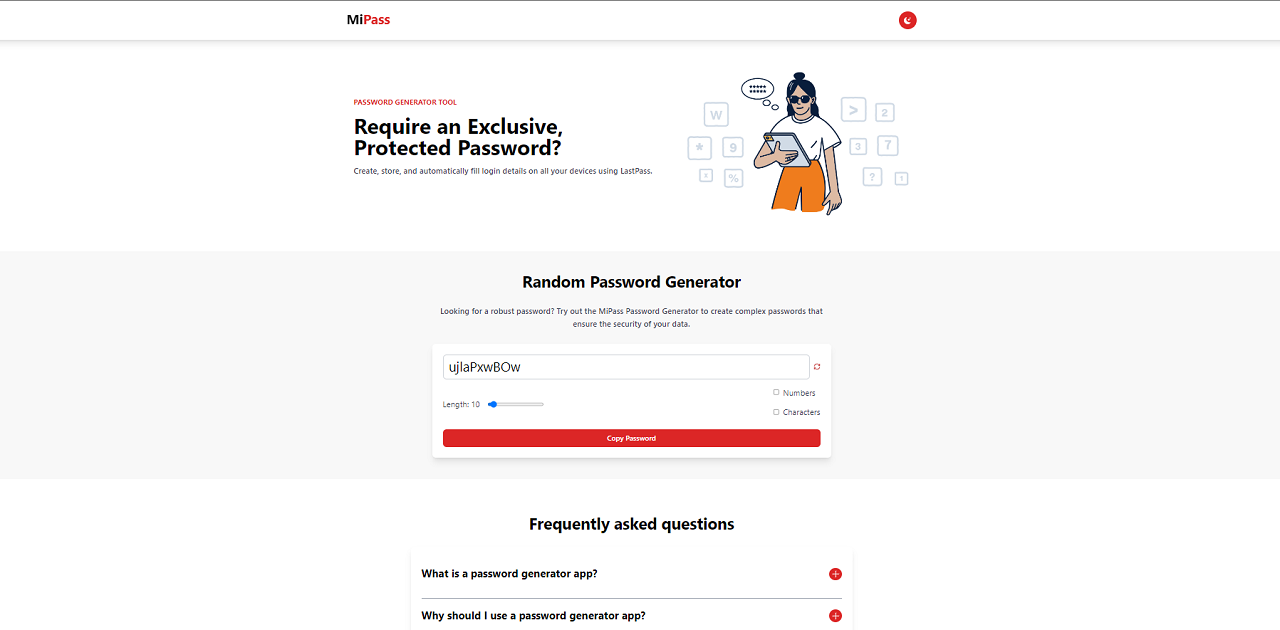 MiPass
PASSWORD GENERATOR TOOL
Require an Exclusive,
Protected Password?
Create, store, and automatically fill login details on all your devices using LastPass.
*****
*****
W
>
2
*
9
3
7
%
?
Random Password Generator
Looking for a robust password? Try out the MiPass Password Generator to create complex passwords that
ensure the security of your data.
ujlaPxwBOw
Numbers
Length: 10
Characters
Copy Password
Frequently asked questions
What is a password generator app?
Why should I use a password generator app?